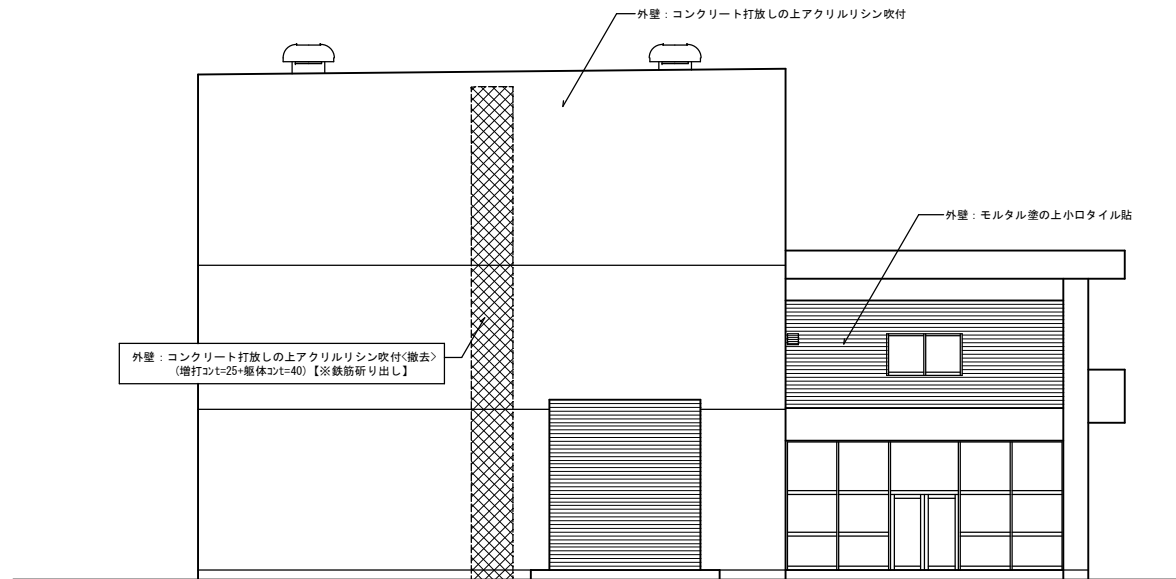 外壁：コンクリート打放しの上アクリルリシン吹付
外壁：モルタル塗の上小口タイル貼
外壁：コンクリート打放しの上アクリルリシン吹付<撤去>
(増打ｺﾝt=25+躯体ｺﾝt=40)【※鉄筋斫り出し】